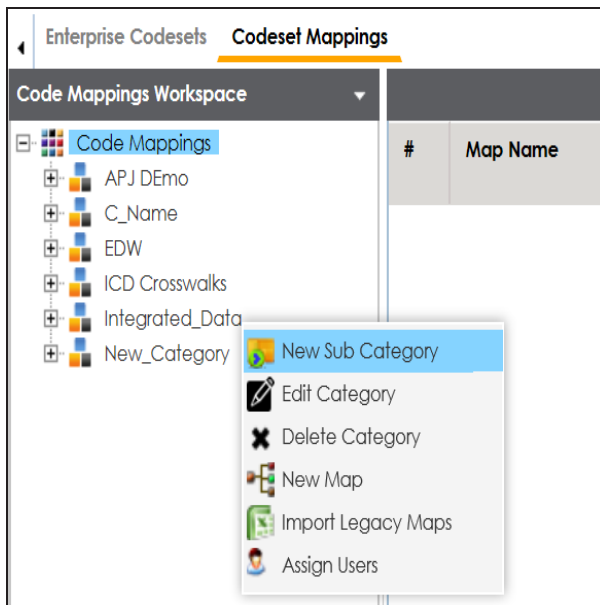 Enterprise Codesets Codeset Mappings
Code Mappings Workspace
Code Mappings
APJ DEmo
C_Name
EDW
ICD Crosswalks
Integrated_Data
New_Category
# Map Name
New Sub Category
Edit Category
Delete Category
New Map
Import Legacy Maps
Assign Users